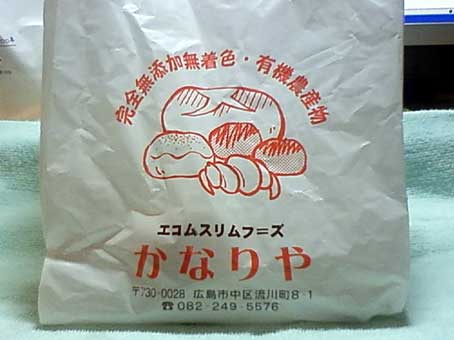 完全無添加無着色・有機農産物
エコムスリムフーズ
かなりや
〒730-0028 広島市中区流川町8-1
☎082-249-5576